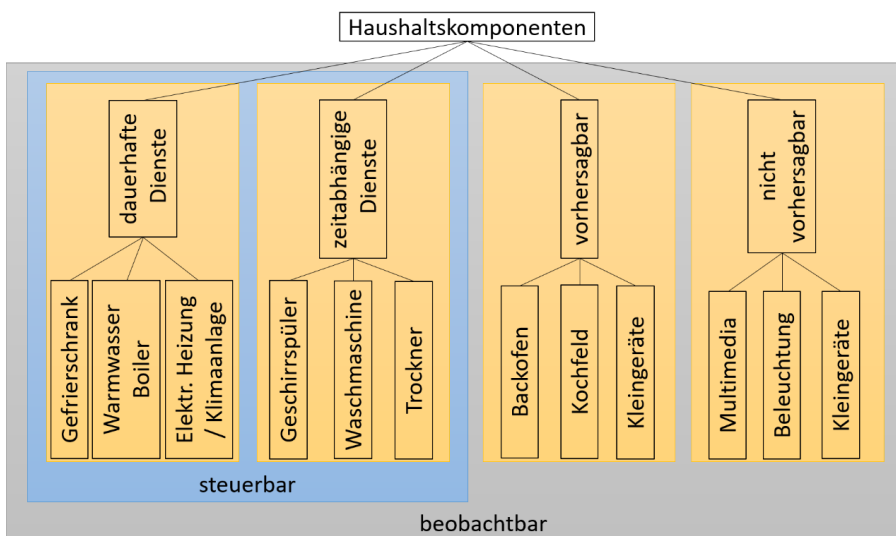 Haushaltskomponenten
dauerhafte
Dienste
zeitabhängige
Dienste
vorhersagbar
nicht
vorhersagbar
Gefrierschrank
Warmwasser
Boiler
Elektr. Heizung
/ Klimaanlage
Geschirrspüler
Waschmaschine
Trockner
Backofen
Kochfeld
Kleingeräte
Multimedia
Beleuchtung
Kleingeräte
steuerbar
beobachtbar